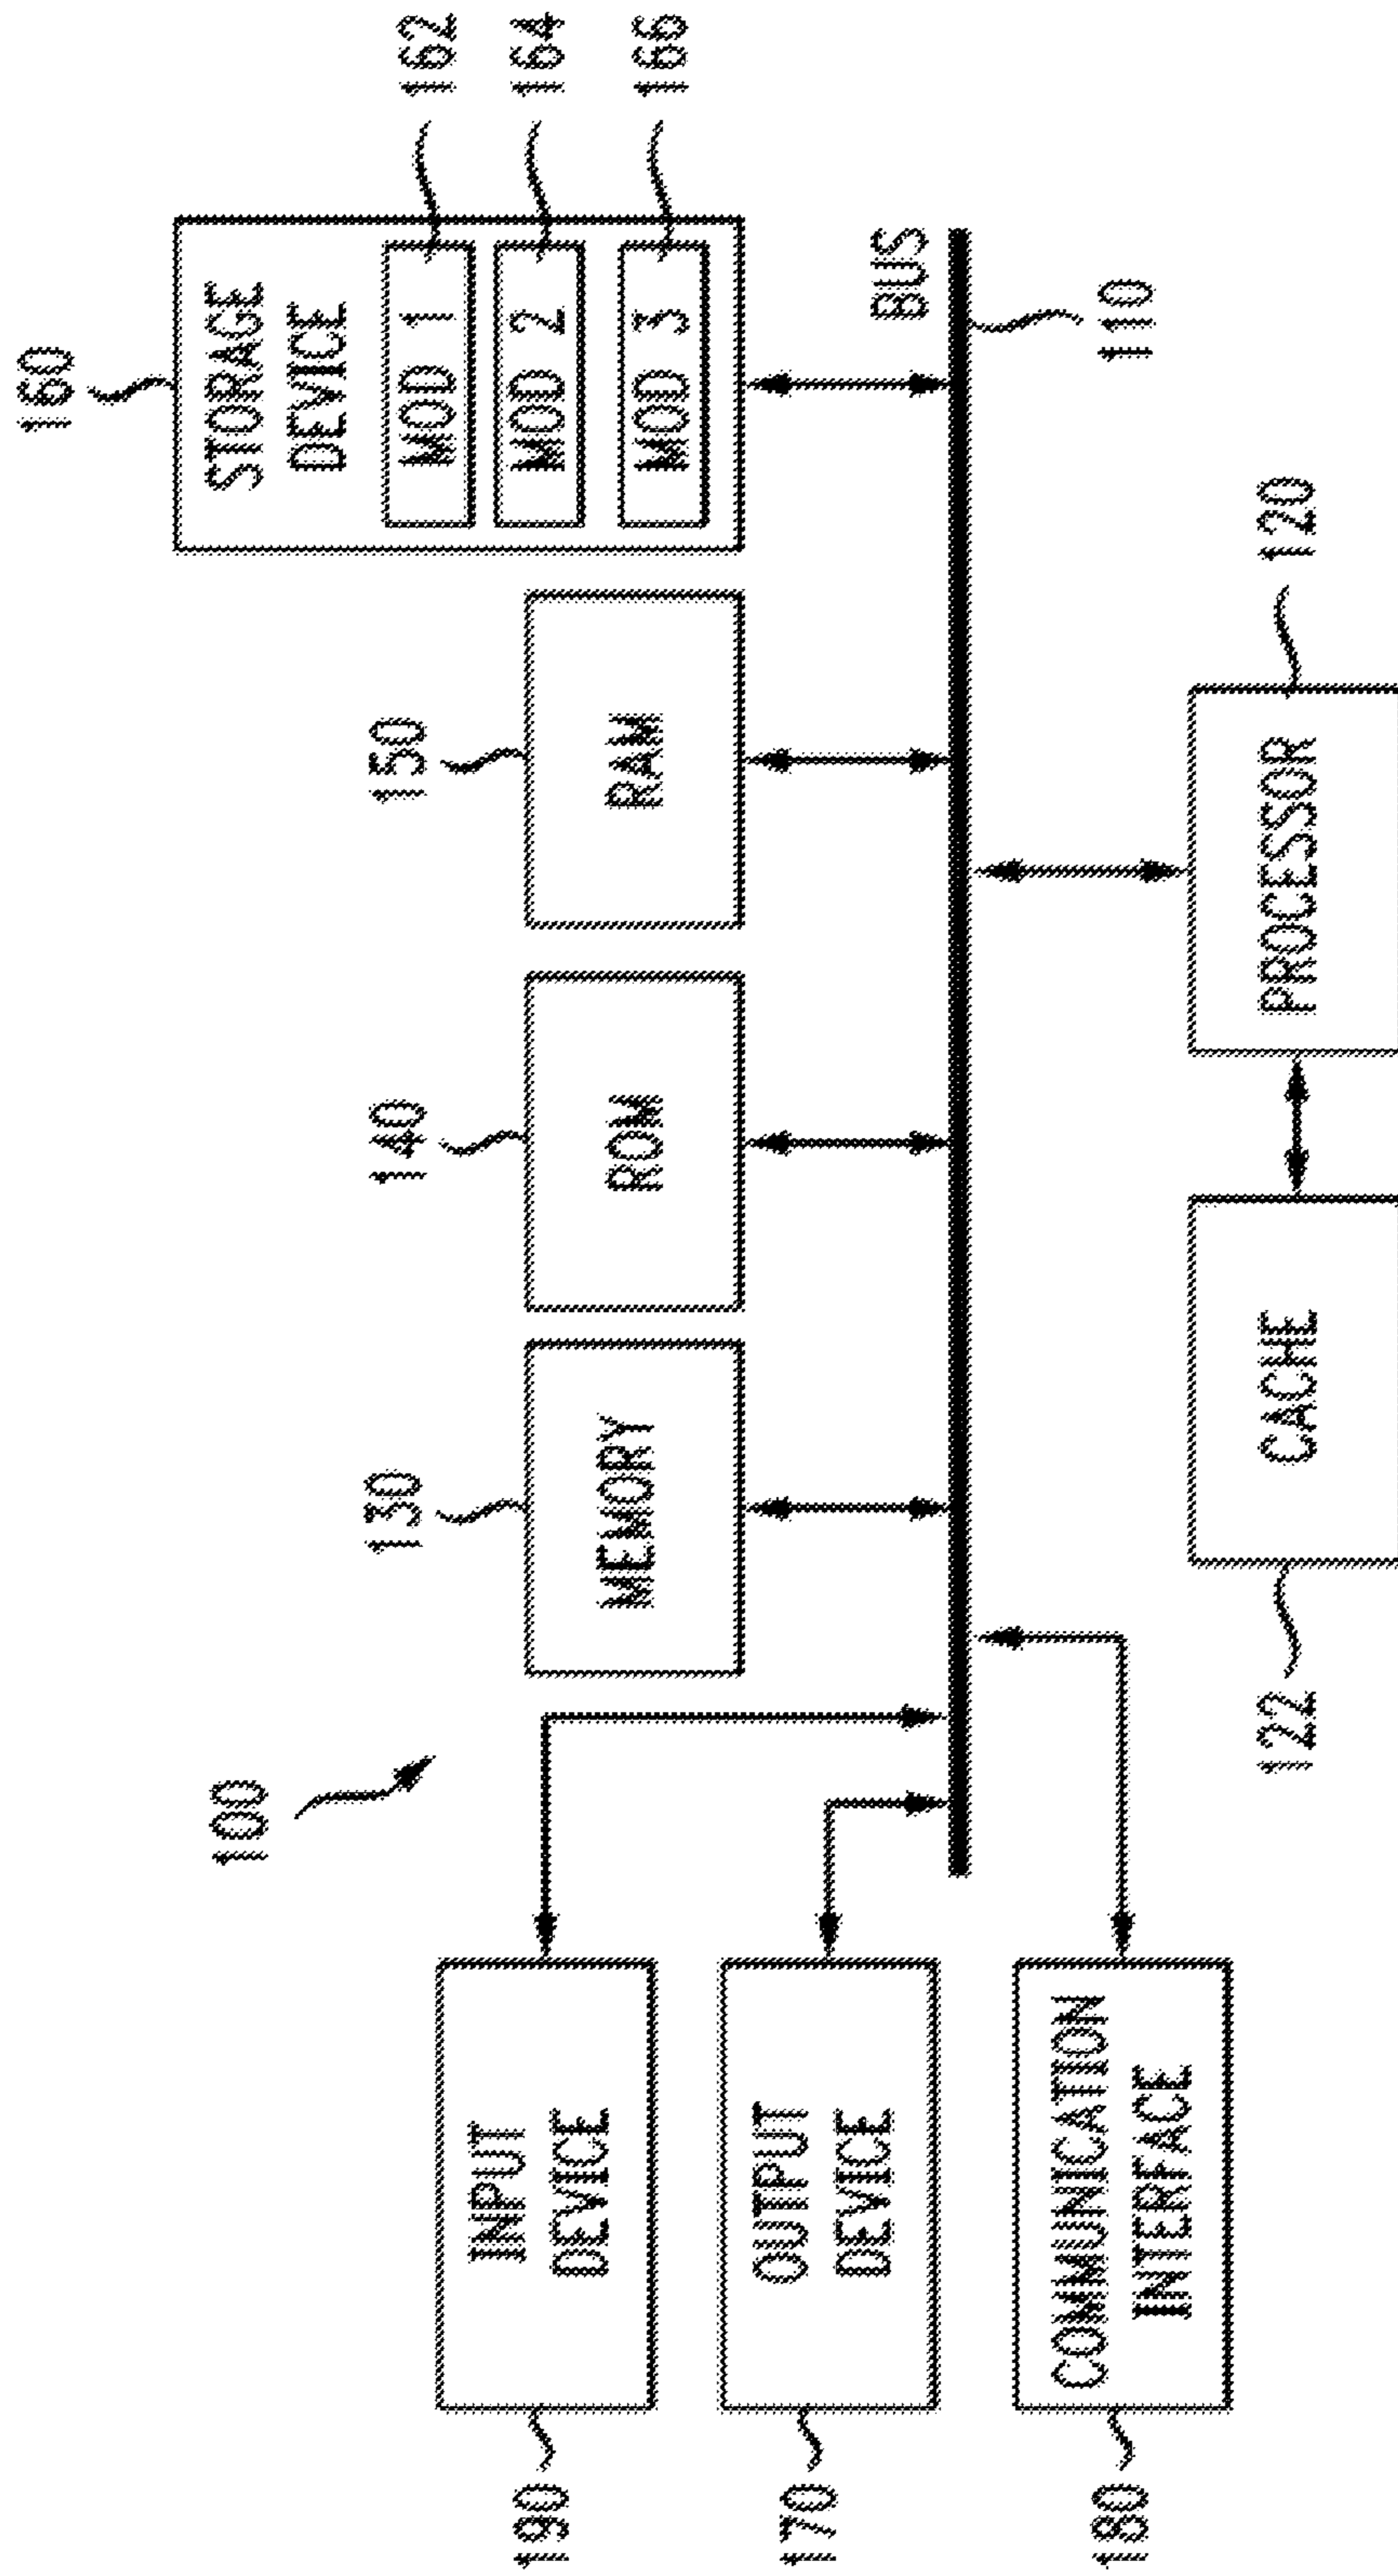 160
STORAGE
DEVICE
MOD 1
162
MOD 2
164
MOD 3
166
150
RAM
140
ROM
130
MEMORY
100
BUS
110
190
INPUT
DEVICE
170
OUTPUT
DEVICE
180
COMMUNICATION
INTERFACE
122
CACHE
PROCESSOR
120